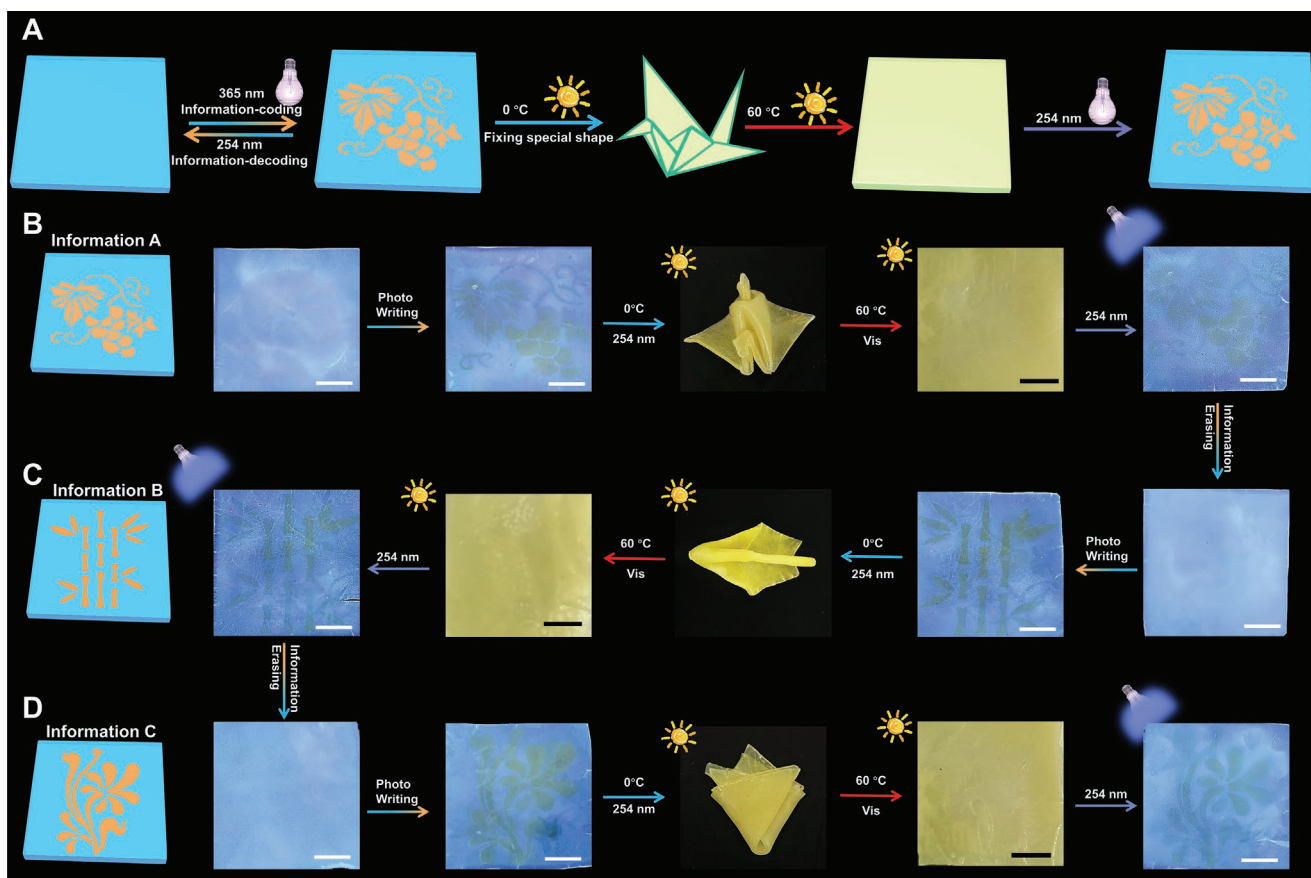 A
365 nm
Information-coding
254 nm
Information-decoding
0 °C
Fixing special shape
60 °C
254 nm
B
Information A
Photo
Writing
0°C
254 nm
60 °C
Vis
254 nm
Information
Erasing
C
Information B
254 nm
60 °C
Vis
0°C
254 nm
Photo
Writing
Information
Erasing
D
Information C
Photo
Writing
0°C
254 nm
60 °C
Vis
254 nm